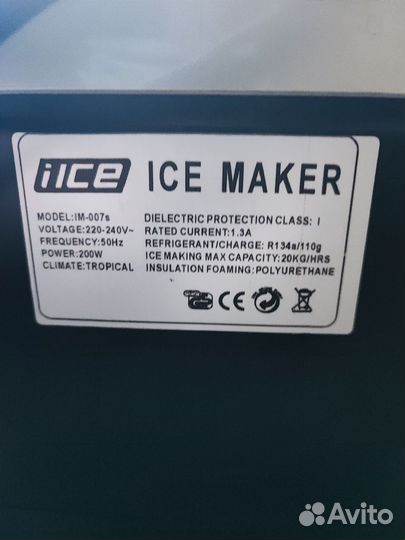 iICE ICE MAKER
MODEL:IM-007s
VOLTAGE:220-240V~
FREQUENCY:50Hz
POWER:200W
CLIMATE:TROPICAL
DIELECTRIC PROTECTION CLASS: I
RATED CURRENT:1.3A
REFRIGERANT/CHARGE: R134a/110g
ICE MAKING MAX CAPACITY:20KG/HRS
INSULATION FOAMING:POLYURETHANE
CE
Avito